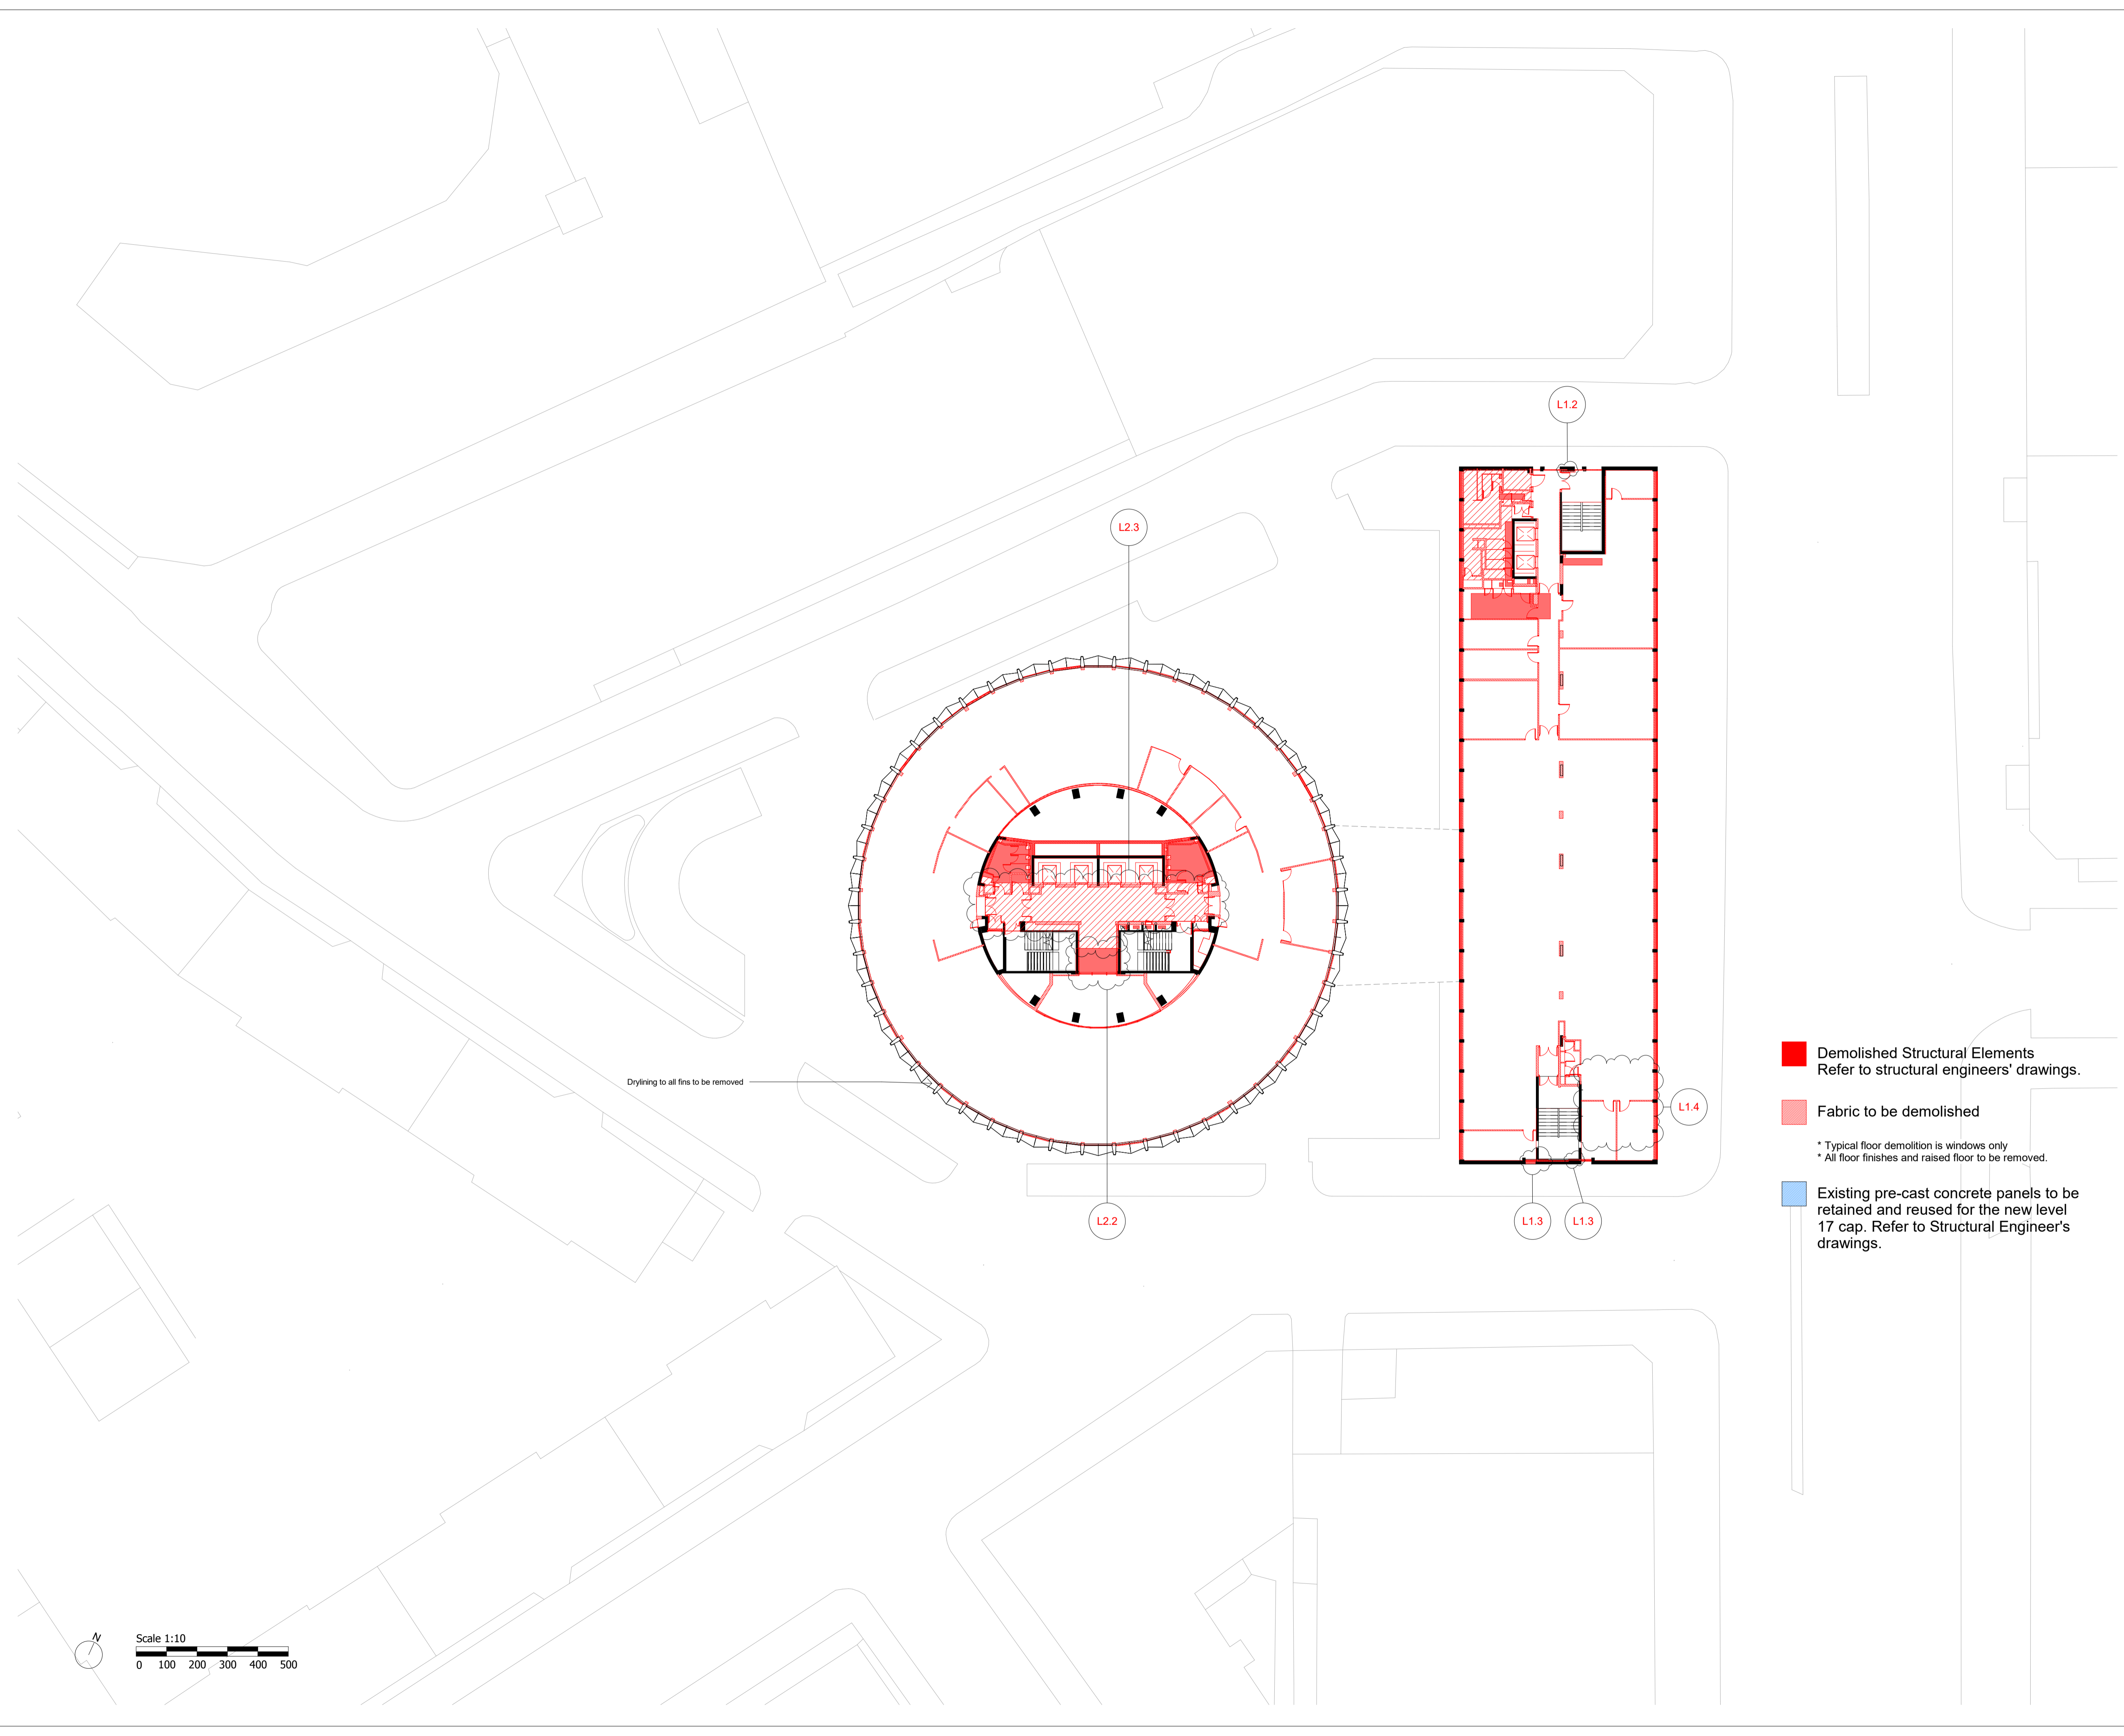 L1.2
L2.3
Drylining to all fins to be removed
Demolished Structural Elements
Refer to structural engineers' drawings.
Fabric to be demolished
* Typical floor demolition is windows only
* All floor finishes and raised floor to be removed.
L1.4
Existing pre-cast concrete panels to be
retained and reused for the new level
17 cap. Refer to Structural Engineer's
drawings.
L2.2
L1.3
L1.3
N
Scale 1:10
0 100 200 300 400 500